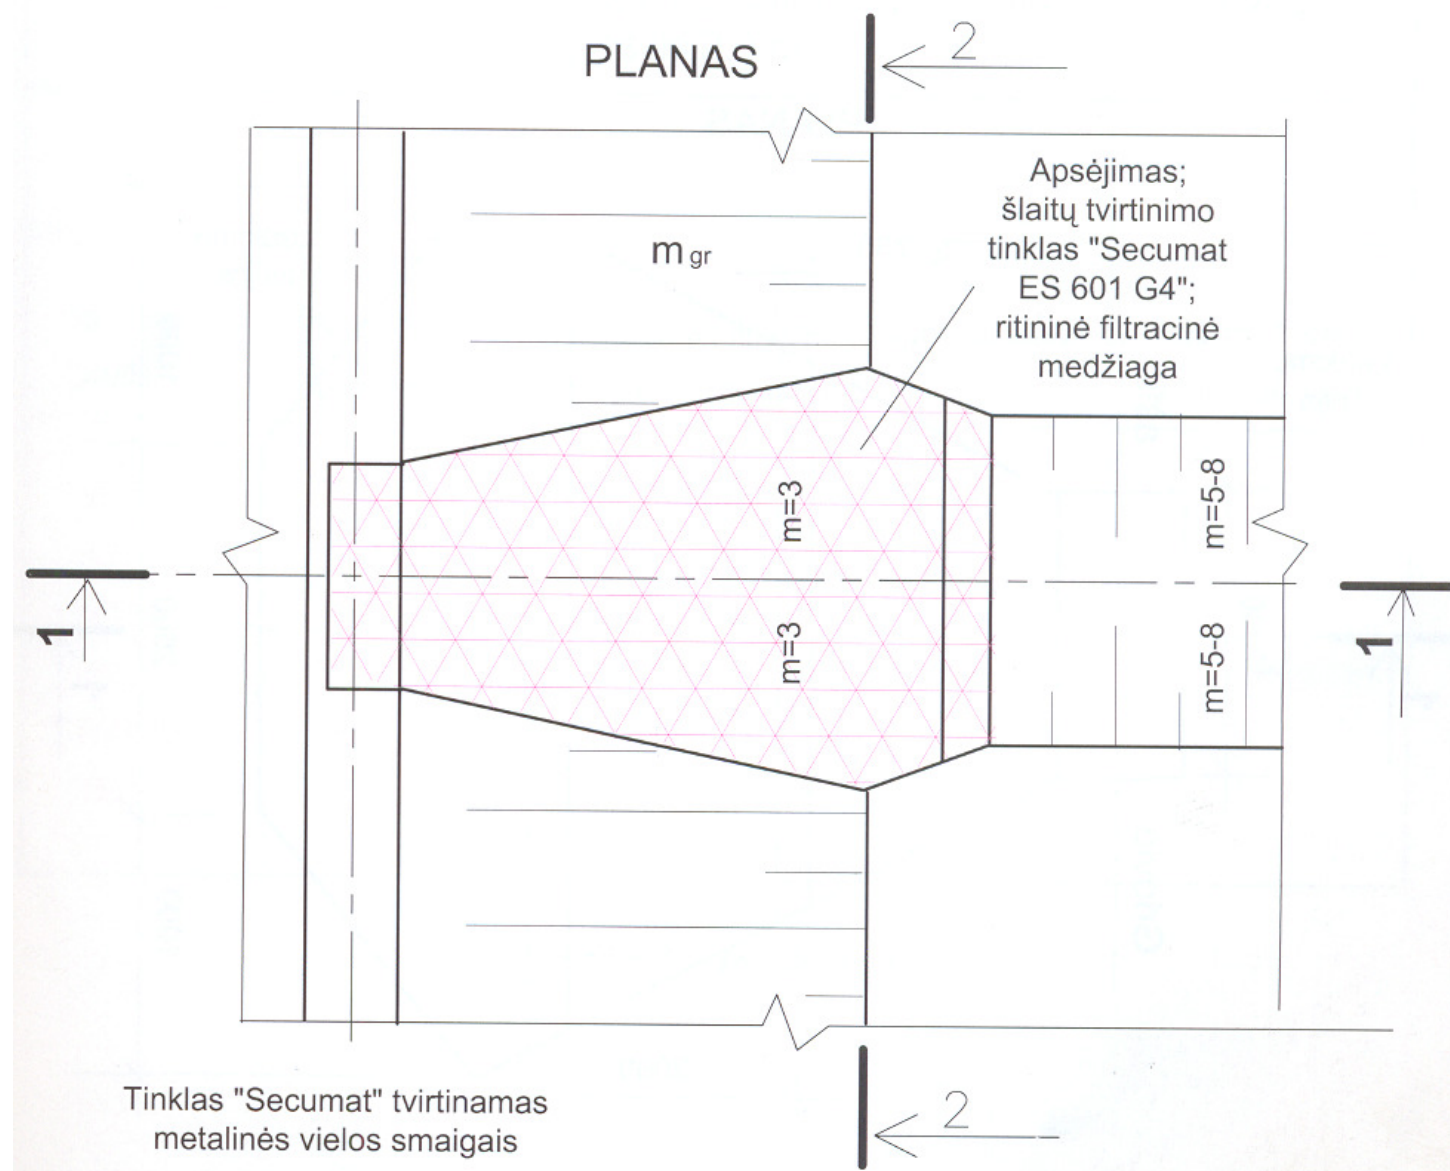 PLANAS
2
Apsėjimas;
šlaitų tvirtinimo
tinklas "Secumat
ES 601 G4";
ritininė filtracinė
medžiaga
m gr
m=3
m=5-8
1
1
m=3
m=5-8
2
Tinklas "Secumat" tvirtinamas
metalinės vielos smaigais